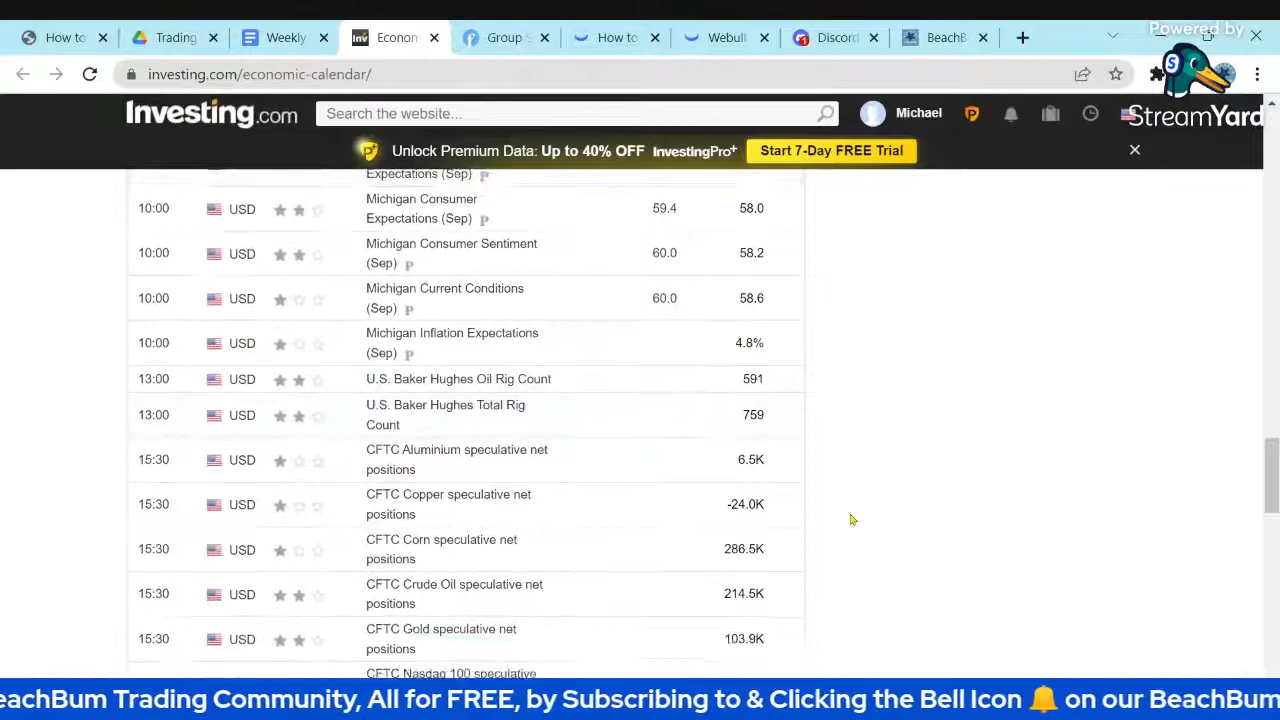 Powered by
How to
Trading
Weekly
Inv
Econom
Group S
How to
Webull
Discord
BeachB
investing.com/economic-calendar/
S
StreamYard
Investing.com
Search the website...
Michael
Unlock Premium Data: Up to 40% OFF InvestingPro+
Start 7-Day FREE Trial
Expectations (Sep)
10:00 USD Michigan Consumer 59.4 58.0
Expectations (Sep)
10:00 USD Michigan Consumer Sentiment 60.0 58.2
(Sep)
10:00 USD Michigan Current Conditions 60.0 58.6
(Sep)
10:00 USD Michigan Inflation Expectations 4.8%
(Sep)
13:00 USD U.S. Baker Hughes Oil Rig Count 591
13:00 USD U.S. Baker Hughes Total Rig 759
Count
15:30 USD CFTC Aluminium speculative net 6.5K
positions
15:30 USD CFTC Copper speculative net -24.0K
positions
15:30 USD CFTC Corn speculative net 286.5K
positions
15:30 USD CFTC Crude Oil speculative net 214.5K
positions
15:30 USD CFTC Gold speculative net 103.9K
positions
CFTC Nasdaq 100 speculative
eachBum Trading Community, All for FREE, by Subscribing to & Clicking the Bell Icon 🔔 on our BeachBum